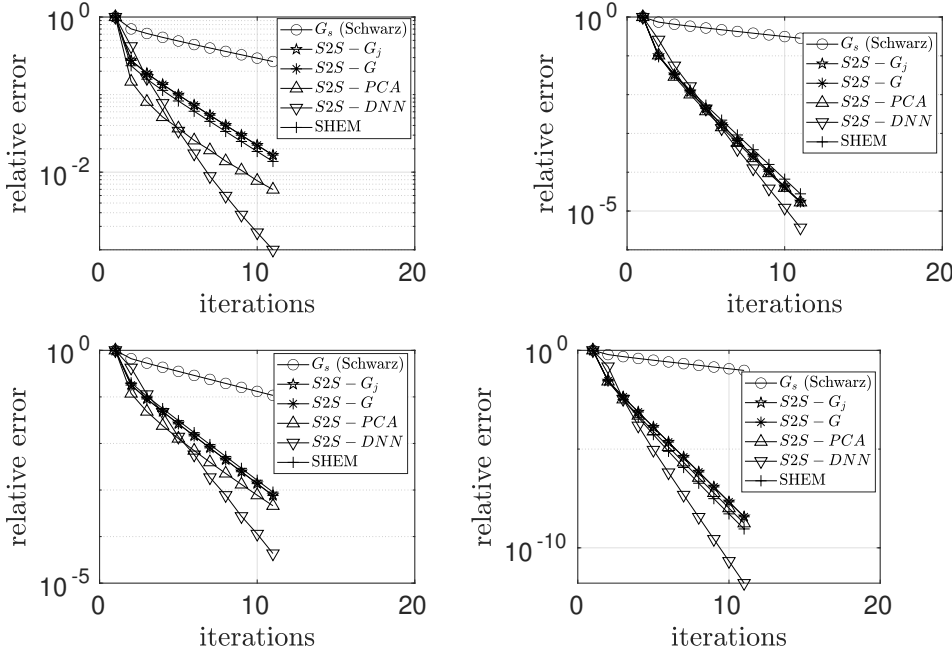 10^0
10^-2
relative error
0
10
20
iterations
G_s (Schwarz)
S2S − G_j
S2S − G
S2S − PCA
S2S − DNN
SHEM
10^0
10^-5
relative error
0
10
20
iterations
G_s (Schwarz)
S2S − G_j
S2S − G
S2S − PCA
S2S − DNN
SHEM
10^0
10^-5
relative error
0
10
20
iterations
G_s (Schwarz)
S2S − G_j
S2S − G
S2S − PCA
S2S − DNN
SHEM
10^0
10^-10
relative error
0
10
20
iterations
G_s (Schwarz)
S2S − G_j
S2S − G
S2S − PCA
S2S − DNN
SHEM